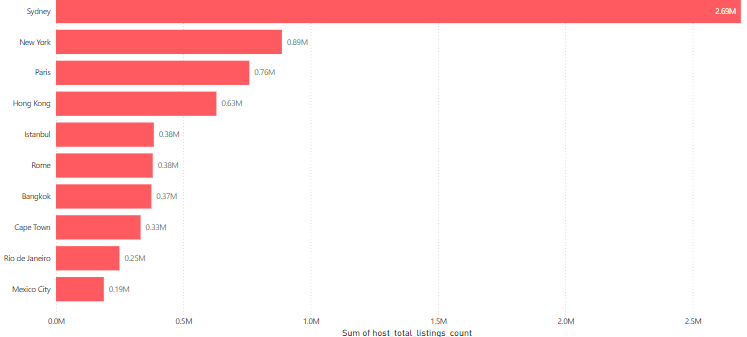 Sydney 2.69M
New York 0.89M
Paris 0.76M
Hong Kong 0.63M
Istanbul 0.38M
Rome 0.38M
Bangkok 0.37M
Cape Town 0.33M
Rio de Janeiro 0.25M
Mexico City 0.19M
0.0M 0.5M 1.0M 1.5M 2.0M 2.5M
Sum of host_total_listings_count